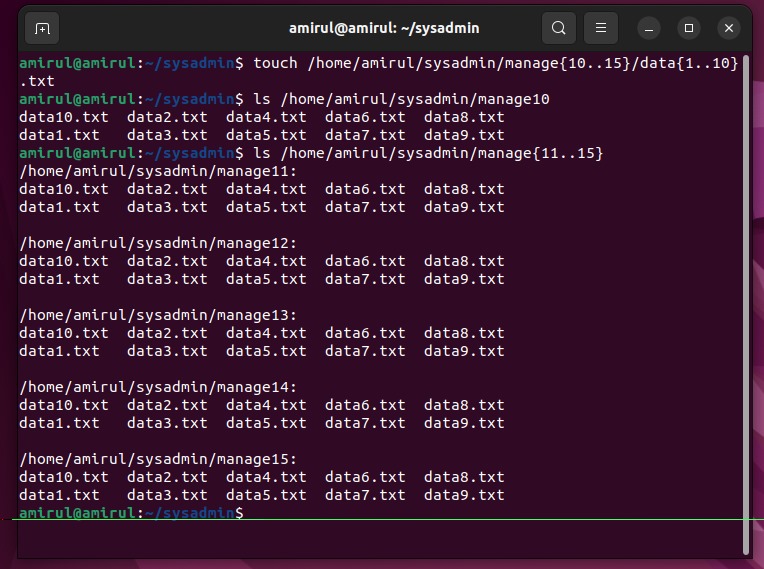 amirul@amirul: ~/sysadmin
amirul@amirul:~/sysadmin$ touch /home/amirul/sysadmin/manage{10..15}/data{1..10}
.txt
amirul@amirul:~/sysadmin$ ls /home/amirul/sysadmin/manage10
data10.txt  data2.txt  data4.txt  data6.txt  data8.txt
data1.txt   data3.txt  data5.txt  data7.txt  data9.txt
amirul@amirul:~/sysadmin$ ls /home/amirul/sysadmin/manage{11..15}
/home/amirul/sysadmin/manage11:
data10.txt  data2.txt  data4.txt  data6.txt  data8.txt
data1.txt   data3.txt  data5.txt  data7.txt  data9.txt
/home/amirul/sysadmin/manage12:
data10.txt  data2.txt  data4.txt  data6.txt  data8.txt
data1.txt   data3.txt  data5.txt  data7.txt  data9.txt
/home/amirul/sysadmin/manage13:
data10.txt  data2.txt  data4.txt  data6.txt  data8.txt
data1.txt   data3.txt  data5.txt  data7.txt  data9.txt
/home/amirul/sysadmin/manage14:
data10.txt  data2.txt  data4.txt  data6.txt  data8.txt
data1.txt   data3.txt  data5.txt  data7.txt  data9.txt
/home/amirul/sysadmin/manage15:
data10.txt  data2.txt  data4.txt  data6.txt  data8.txt
data1.txt   data3.txt  data5.txt  data7.txt  data9.txt
amirul@amirul:~/sysadmin$